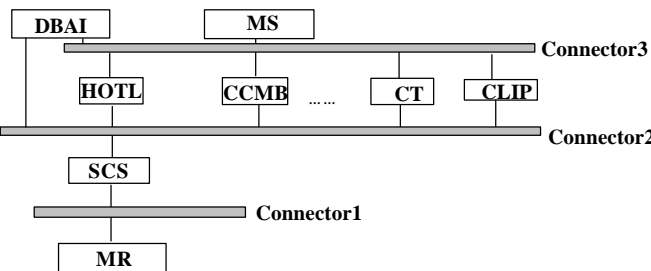 DBAI
MS
Connector3
HOTL
CCMB
... ...
CT
CLIP
Connector2
SCS
Connector1
MR